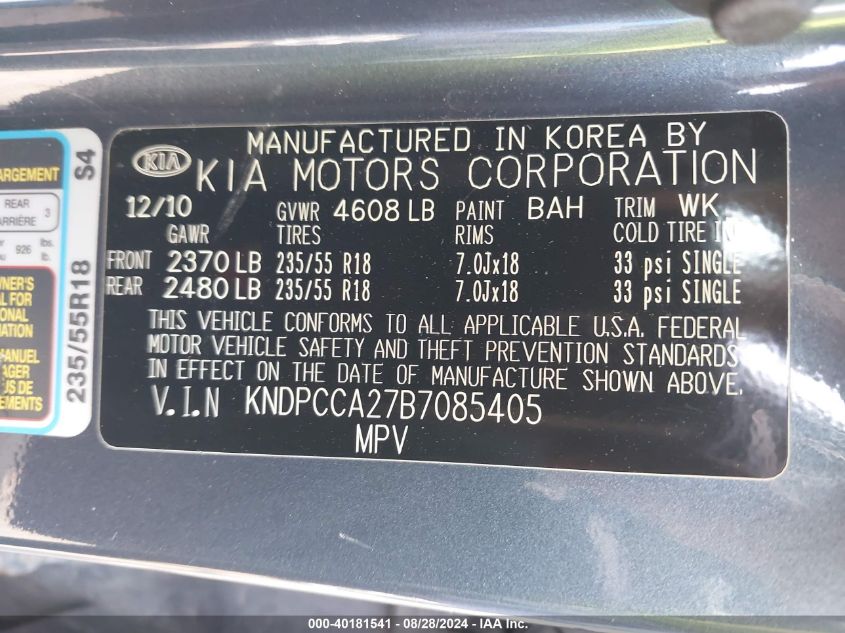 MANUFACTURED IN KOREA BY
KIA KIA MOTORS CORPORATION
12/10 GVWR 4608 LB PAINT BAH TRIM WK
GAWR TIRES RIMS COLD TIRE
FRONT 2370 LB 235/55 R18 7.0Jx18 33 psi SINGLE
REAR 2480 LB 235/55 R18 7.0Jx18 33 psi SINGLE
THIS VEHICLE CONFORMS TO ALL APPLICABLE U.S.A. FEDERAL
MOTOR VEHICLE SAFETY AND THEFT PREVENTION STANDARDS
IN EFFECT ON THE DATE OF MANUFACTURE SHOWN ABOVE.
V.I.N KNDPCCA27B7085405
MPV
235/55R18 S4
REAR
3
926 lbs.
lb.
000-40181541 - 08/28/2024 - IAA Inc.